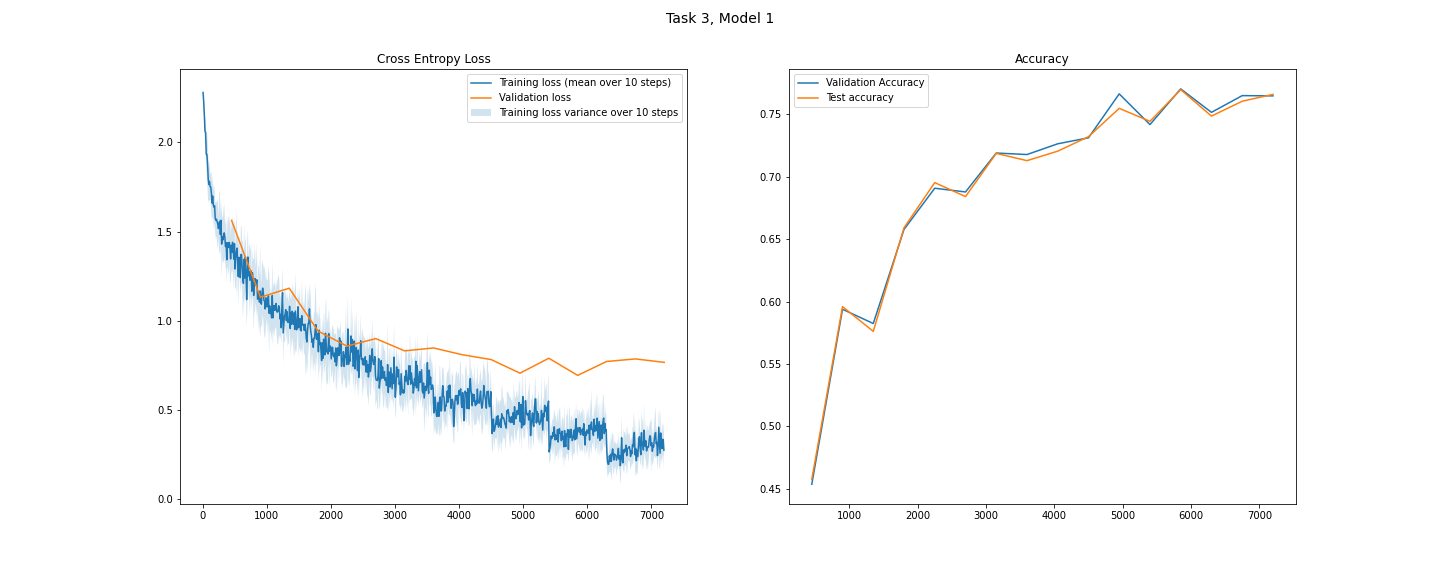 Task 3, Model 1
Cross Entropy Loss
Training loss (mean over 10 steps)
Validation loss
Training loss variance over 10 steps
2.0
1.5
1.0
0.5
0.0
0 1000 2000 3000 4000 5000 6000 7000
Accuracy
Validation Accuracy
Test accuracy
0.75
0.70
0.65
0.60
0.55
0.50
0.45
1000 2000 3000 4000 5000 6000 7000